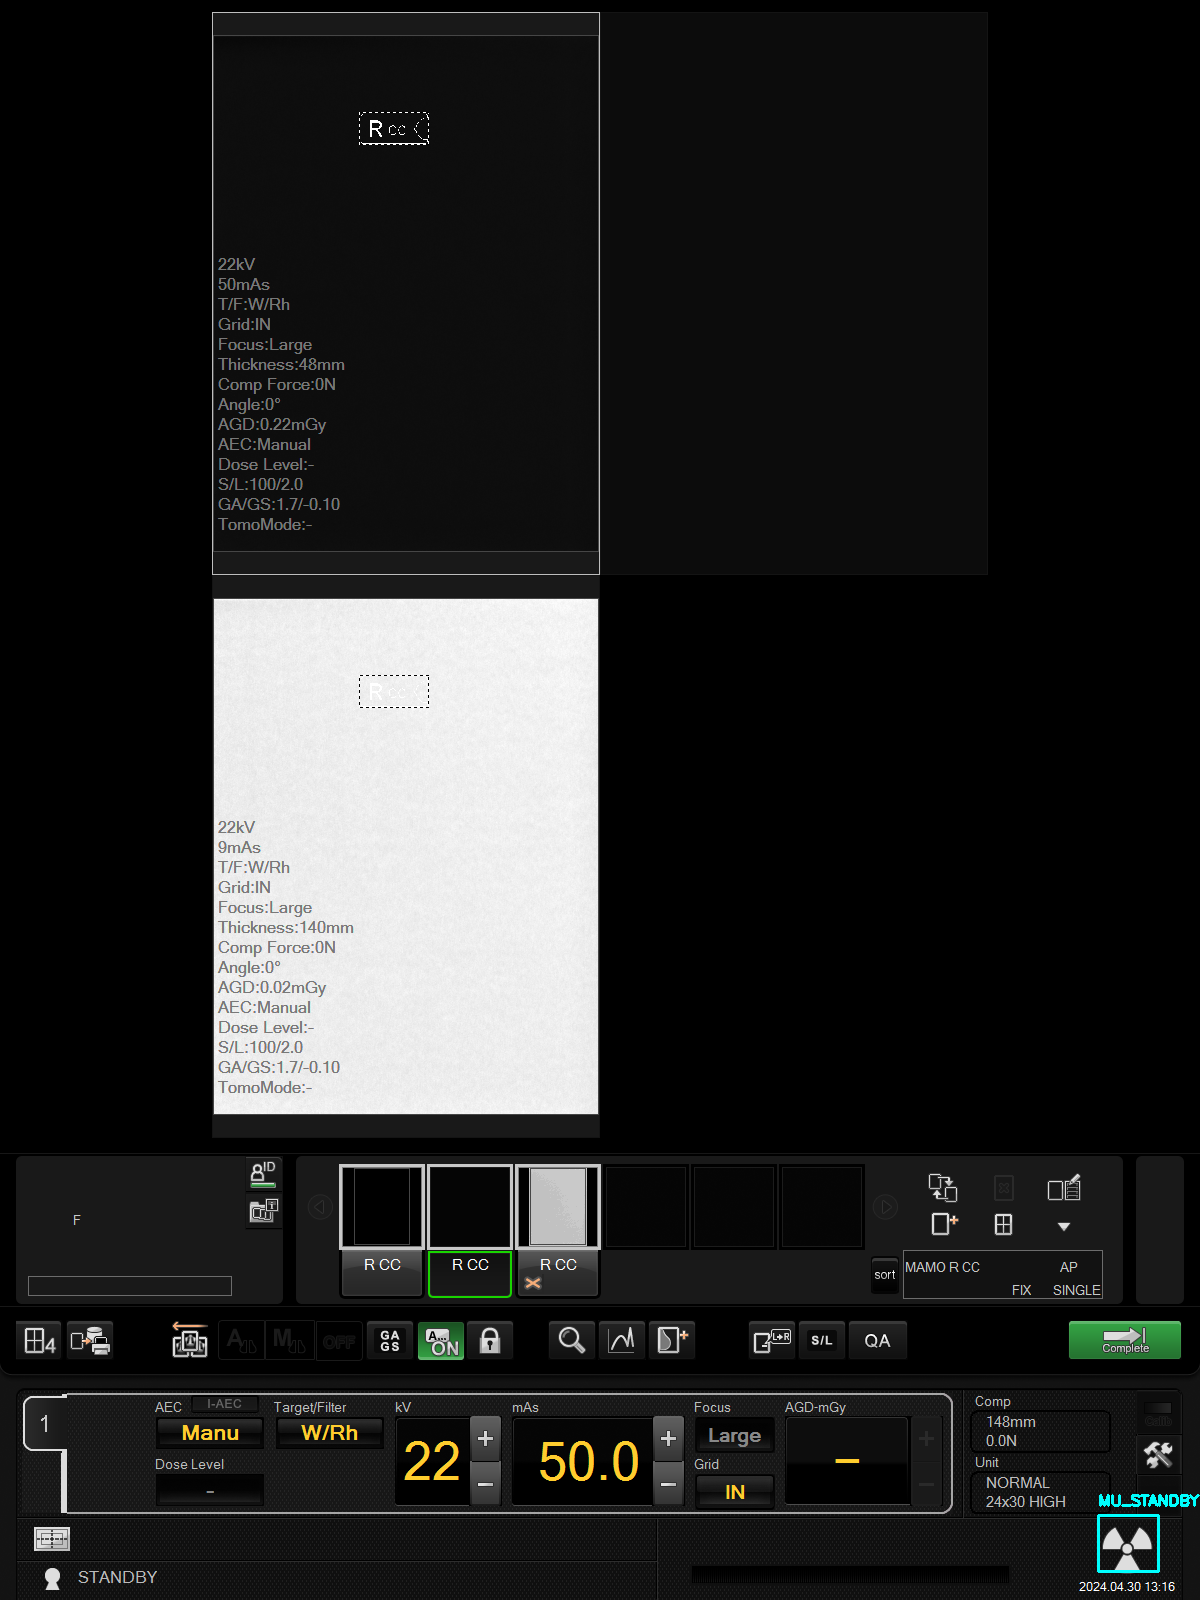 R CC
22kV
50mAs
T/F:W/Rh
Grid:IN
Focus:Large
Thickness:48mm
Comp Force:0N
Angle:0°
AGD:0.22mGy
AEC:Manual
Dose Level:-
S/L:100/2.0
GA/GS:1.7/-0.10
TomoMode:-
R CC
22kV
9mAs
T/F:W/Rh
Grid:IN
Focus:Large
Thickness:140mm
Comp Force:0N
Angle:0°
AGD:0.02mGy
AEC:Manual
Dose Level:-
S/L:100/2.0
GA/GS:1.7/-0.10
TomoMode:-
ID
F
R CC
R CC
R CC
sort
MAMO R CC AP
FIX SINGLE
4
A
M
OFF
GA
GS
A...
ON
L↔R
S/L
QA
Complete
1
AEC I-AEC
Manu
Dose Level
-
Target/Filter
W/Rh
kV
22
+
−
mAs
50.0
+
−
Focus
Large
Grid
IN
AGD-mGy
–
+
−
Comp
148mm
0.0N
Unit
NORMAL
24x30 HIGH
MU_STANDBY
STANDBY
2024.04.30 13:16